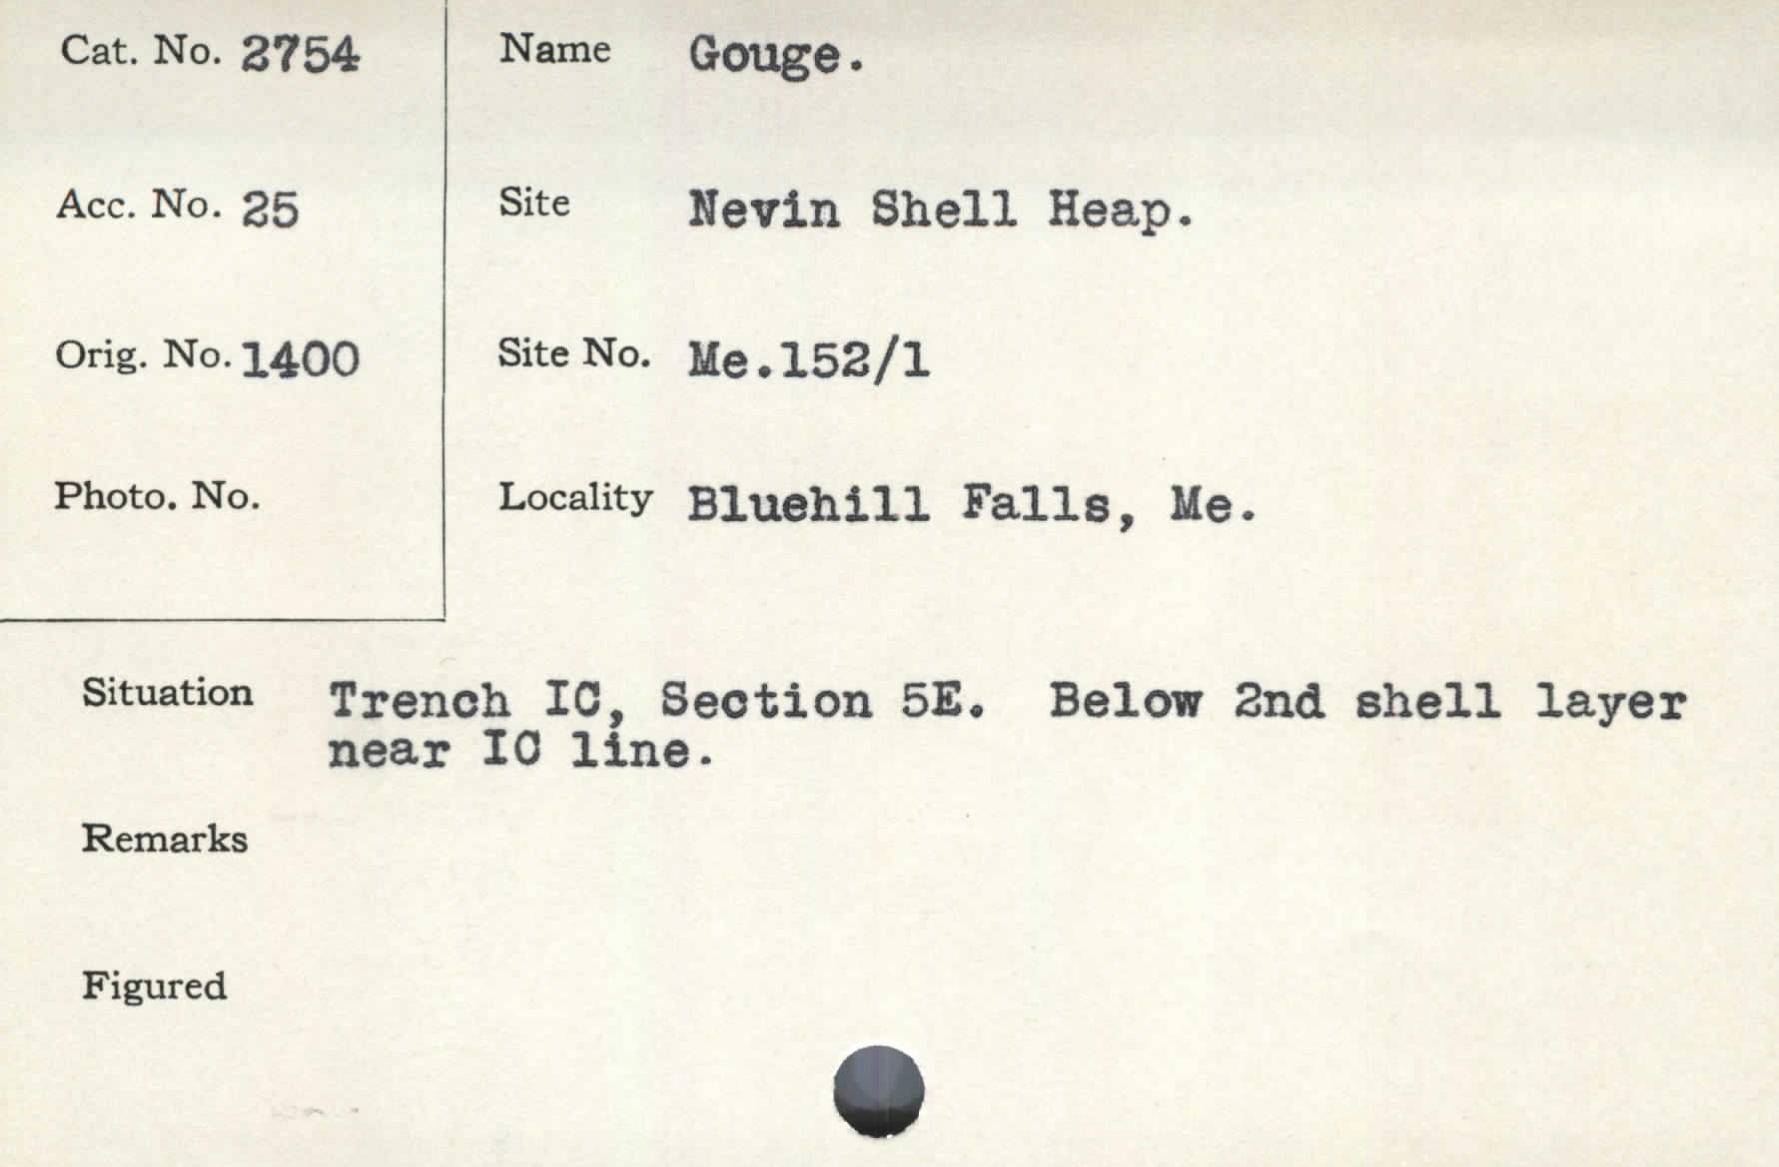 Cat. No. 2754
Name Gouge.
Acc. No. 25
Site Nevin Shell Heap.
Orig. No. 1400
Site No. Me.152/1
Photo. No.
Locality Bluehill Falls, Me.
Situation Trench IC, Section 5E. Below 2nd shell layer
near IC line.
Remarks
Figured